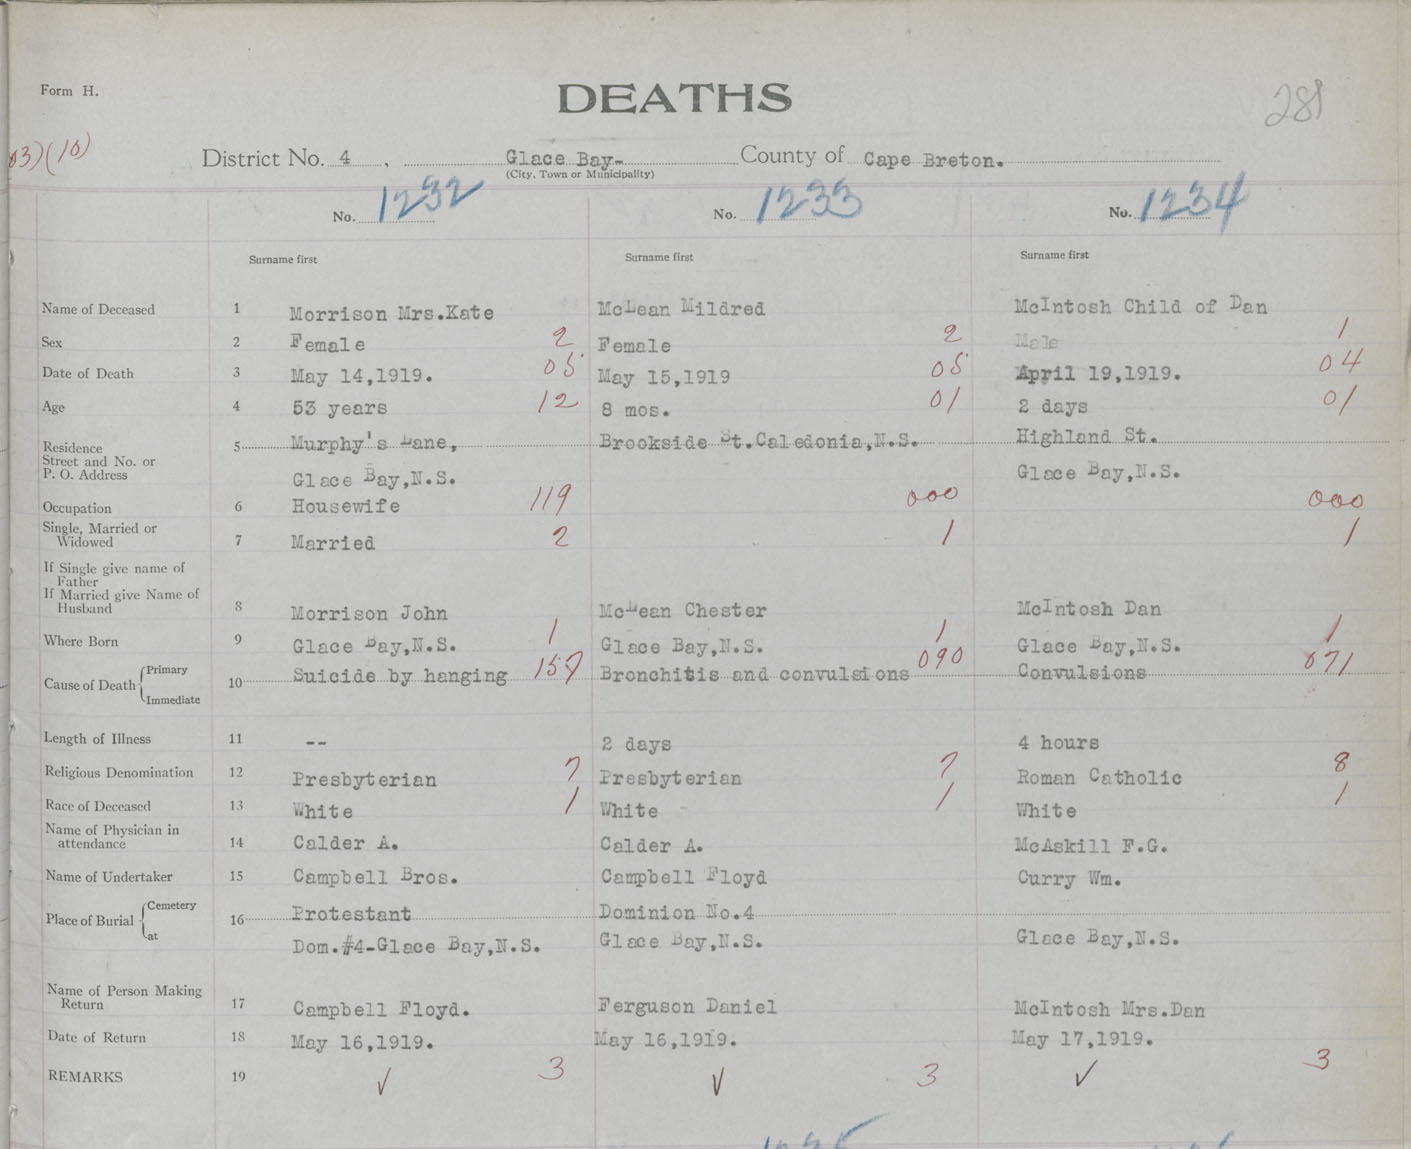 Form H.
DEATHS
281
03)(10)
District No. 4, Glace Bay- County of Cape Breton.
(City, Town or Municipality)
No. 1232 No. 1233 No. 1234
Surname first Surname first Surname first
Name of Deceased 1 Morrison Mrs.Kate McLean Mildred McIntosh Child of Dan
Sex 2 Female 2 Female 2 Male 1
Date of Death 3 May 14,1919. 05 May 15,1919 05 April 19,1919. 04
Age 4 53 years 12 8 mos. 01 2 days 01
Residence
Street and No. or
P. O. Address
5 Murphy's Lane, Brookside St.Caledonia,N.S. Highland St.
Glace Bay,N.S. Glace Bay,N.S.
Occupation 6 Housewife 119 000 000
Single, Married or
Widowed 7 Married 2 1 1
If Single give name of
Father
If Married give Name of
Husband 8 Morrison John McLean Chester McIntosh Dan
Where Born 9 Glace Bay,N.S. 1 Glace Bay,N.S. 1 Glace Bay,N.S. 1
Cause of Death Primary
Immediate
10 Suicide by hanging 157 Bronchitis and convulsions 090 Convulsions 071
Length of Illness 11 -- 2 days 4 hours
Religious Denomination 12 Presbyterian 7 Presbyterian 7 Roman Catholic 8
Race of Deceased 13 White 1 White 1 White 1
Name of Physician in
attendance 14 Calder A. Calder A. McAskill F.G.
Name of Undertaker 15 Campbell Bros. Campbell Floyd Curry Wm.
Place of Burial Cemetery
at
16 Protestant Dominion No.4
Dom.#4-Glace Bay,N.S. Glace Bay,N.S. Glace Bay,N.S.
Name of Person Making
Return 17 Campbell Floyd. Ferguson Daniel McIntosh Mrs.Dan
Date of Return 18 May 16,1919. May 16,1919. May 17,1919.
REMARKS 19 ✓ 3 ✓ 3 ✓ 3